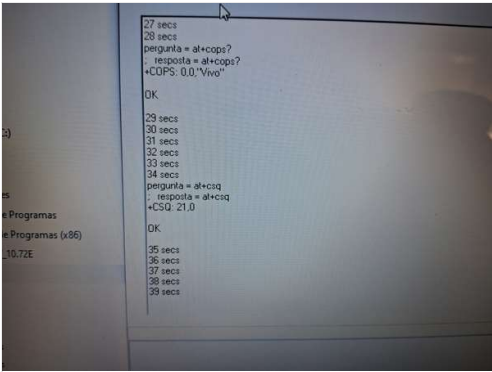 27 secs
28 secs
pergunta = at+cops?
; resposta = at+cops?
+COPS: 0,0,"Vivo"
OK
29 secs
30 secs
31 secs
32 secs
33 secs
34 secs
pergunta = at+csq
; resposta = at+csq
+CSQ: 21,0
OK
35 secs
36 secs
37 secs
38 secs
39 secs
es
e Programas
e Programas (x86)
_10.72E